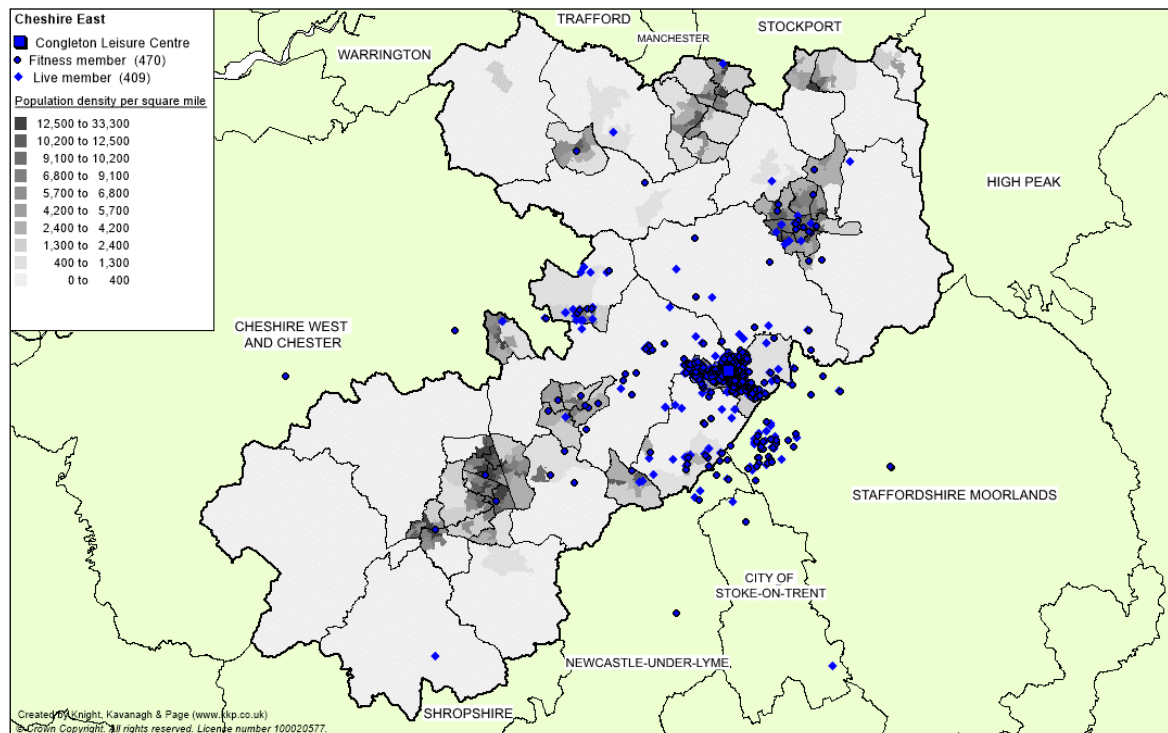 Cheshire East
Congleton Leisure Centre
Fitness member (470)
Live member (409)
Population density per square mile
12,500 to 33,300
10,200 to 12,500
9,100 to 10,200
6,800 to 9,100
5,700 to 6,800
4,200 to 5,700
2,400 to 4,200
1,300 to 2,400
400 to 1,300
0 to 400
TRAFFORD
STOCKPORT
MANCHESTER
WARRINGTON
HIGH PEAK
CHESHIRE WEST
AND CHESTER
STAFFORDSHIRE MOORLANDS
CITY OF
STOKE-ON-TRENT
NEWCASTLE-UNDER-LYME,
SHROPSHIRE
Created by Knight, Kavanagh & Page (www.kkp.co.uk)
© Crown Copyright. All rights reserved. License number 100020577.